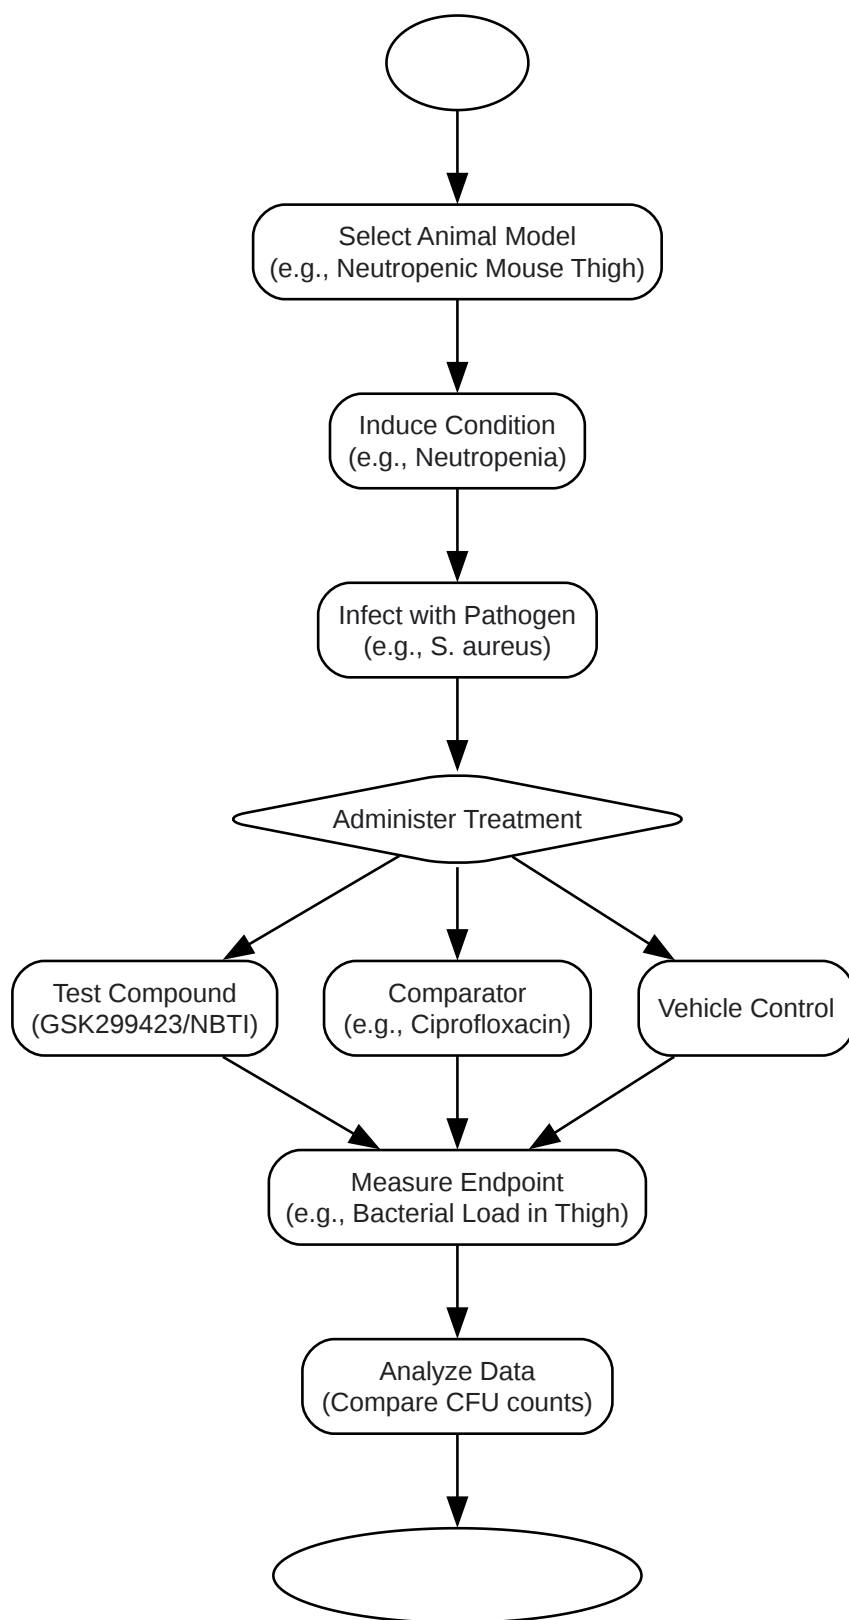 Select Animal Model
(e.g., Neutropenic Mouse Thigh)
Induce Condition
(e.g., Neutropenia)
Infect with Pathogen
(e.g., S. aureus)
Administer Treatment
Test Compound
(GSK299423/NBTI)
Comparator
(e.g., Ciprofloxacin)
Vehicle Control
Measure Endpoint
(e.g., Bacterial Load in Thigh)
Analyze Data
(Compare CFU counts)